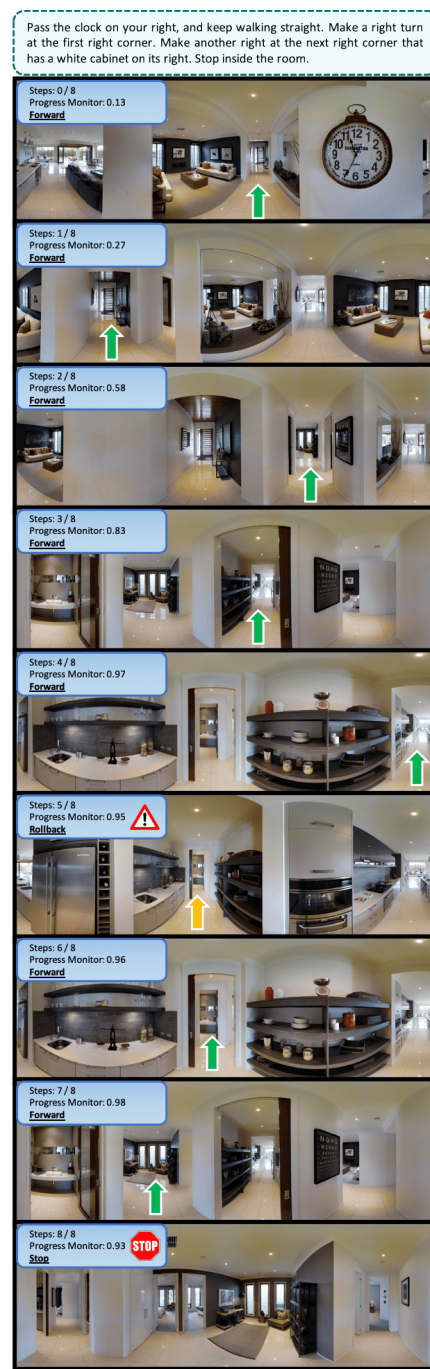 Pass the clock on your right, and keep walking straight. Make a right turn
at the first right corner. Make another right at the next right corner that
has a white cabinet on its right. Stop inside the room.
Steps: 0 / 8
Progress Monitor: 0.13
Forward
Steps: 1 / 8
Progress Monitor: 0.27
Forward
Steps: 2 / 8
Progress Monitor: 0.58
Forward
Steps: 3 / 8
Progress Monitor: 0.83
Forward
Steps: 4 / 8
Progress Monitor: 0.97
Forward
Steps: 5 / 8
Progress Monitor: 0.95
Rollback
Steps: 6 / 8
Progress Monitor: 0.96
Forward
Steps: 7 / 8
Progress Monitor: 0.98
Forward
Steps: 8 / 8
Progress Monitor: 0.93
STOP
Stop